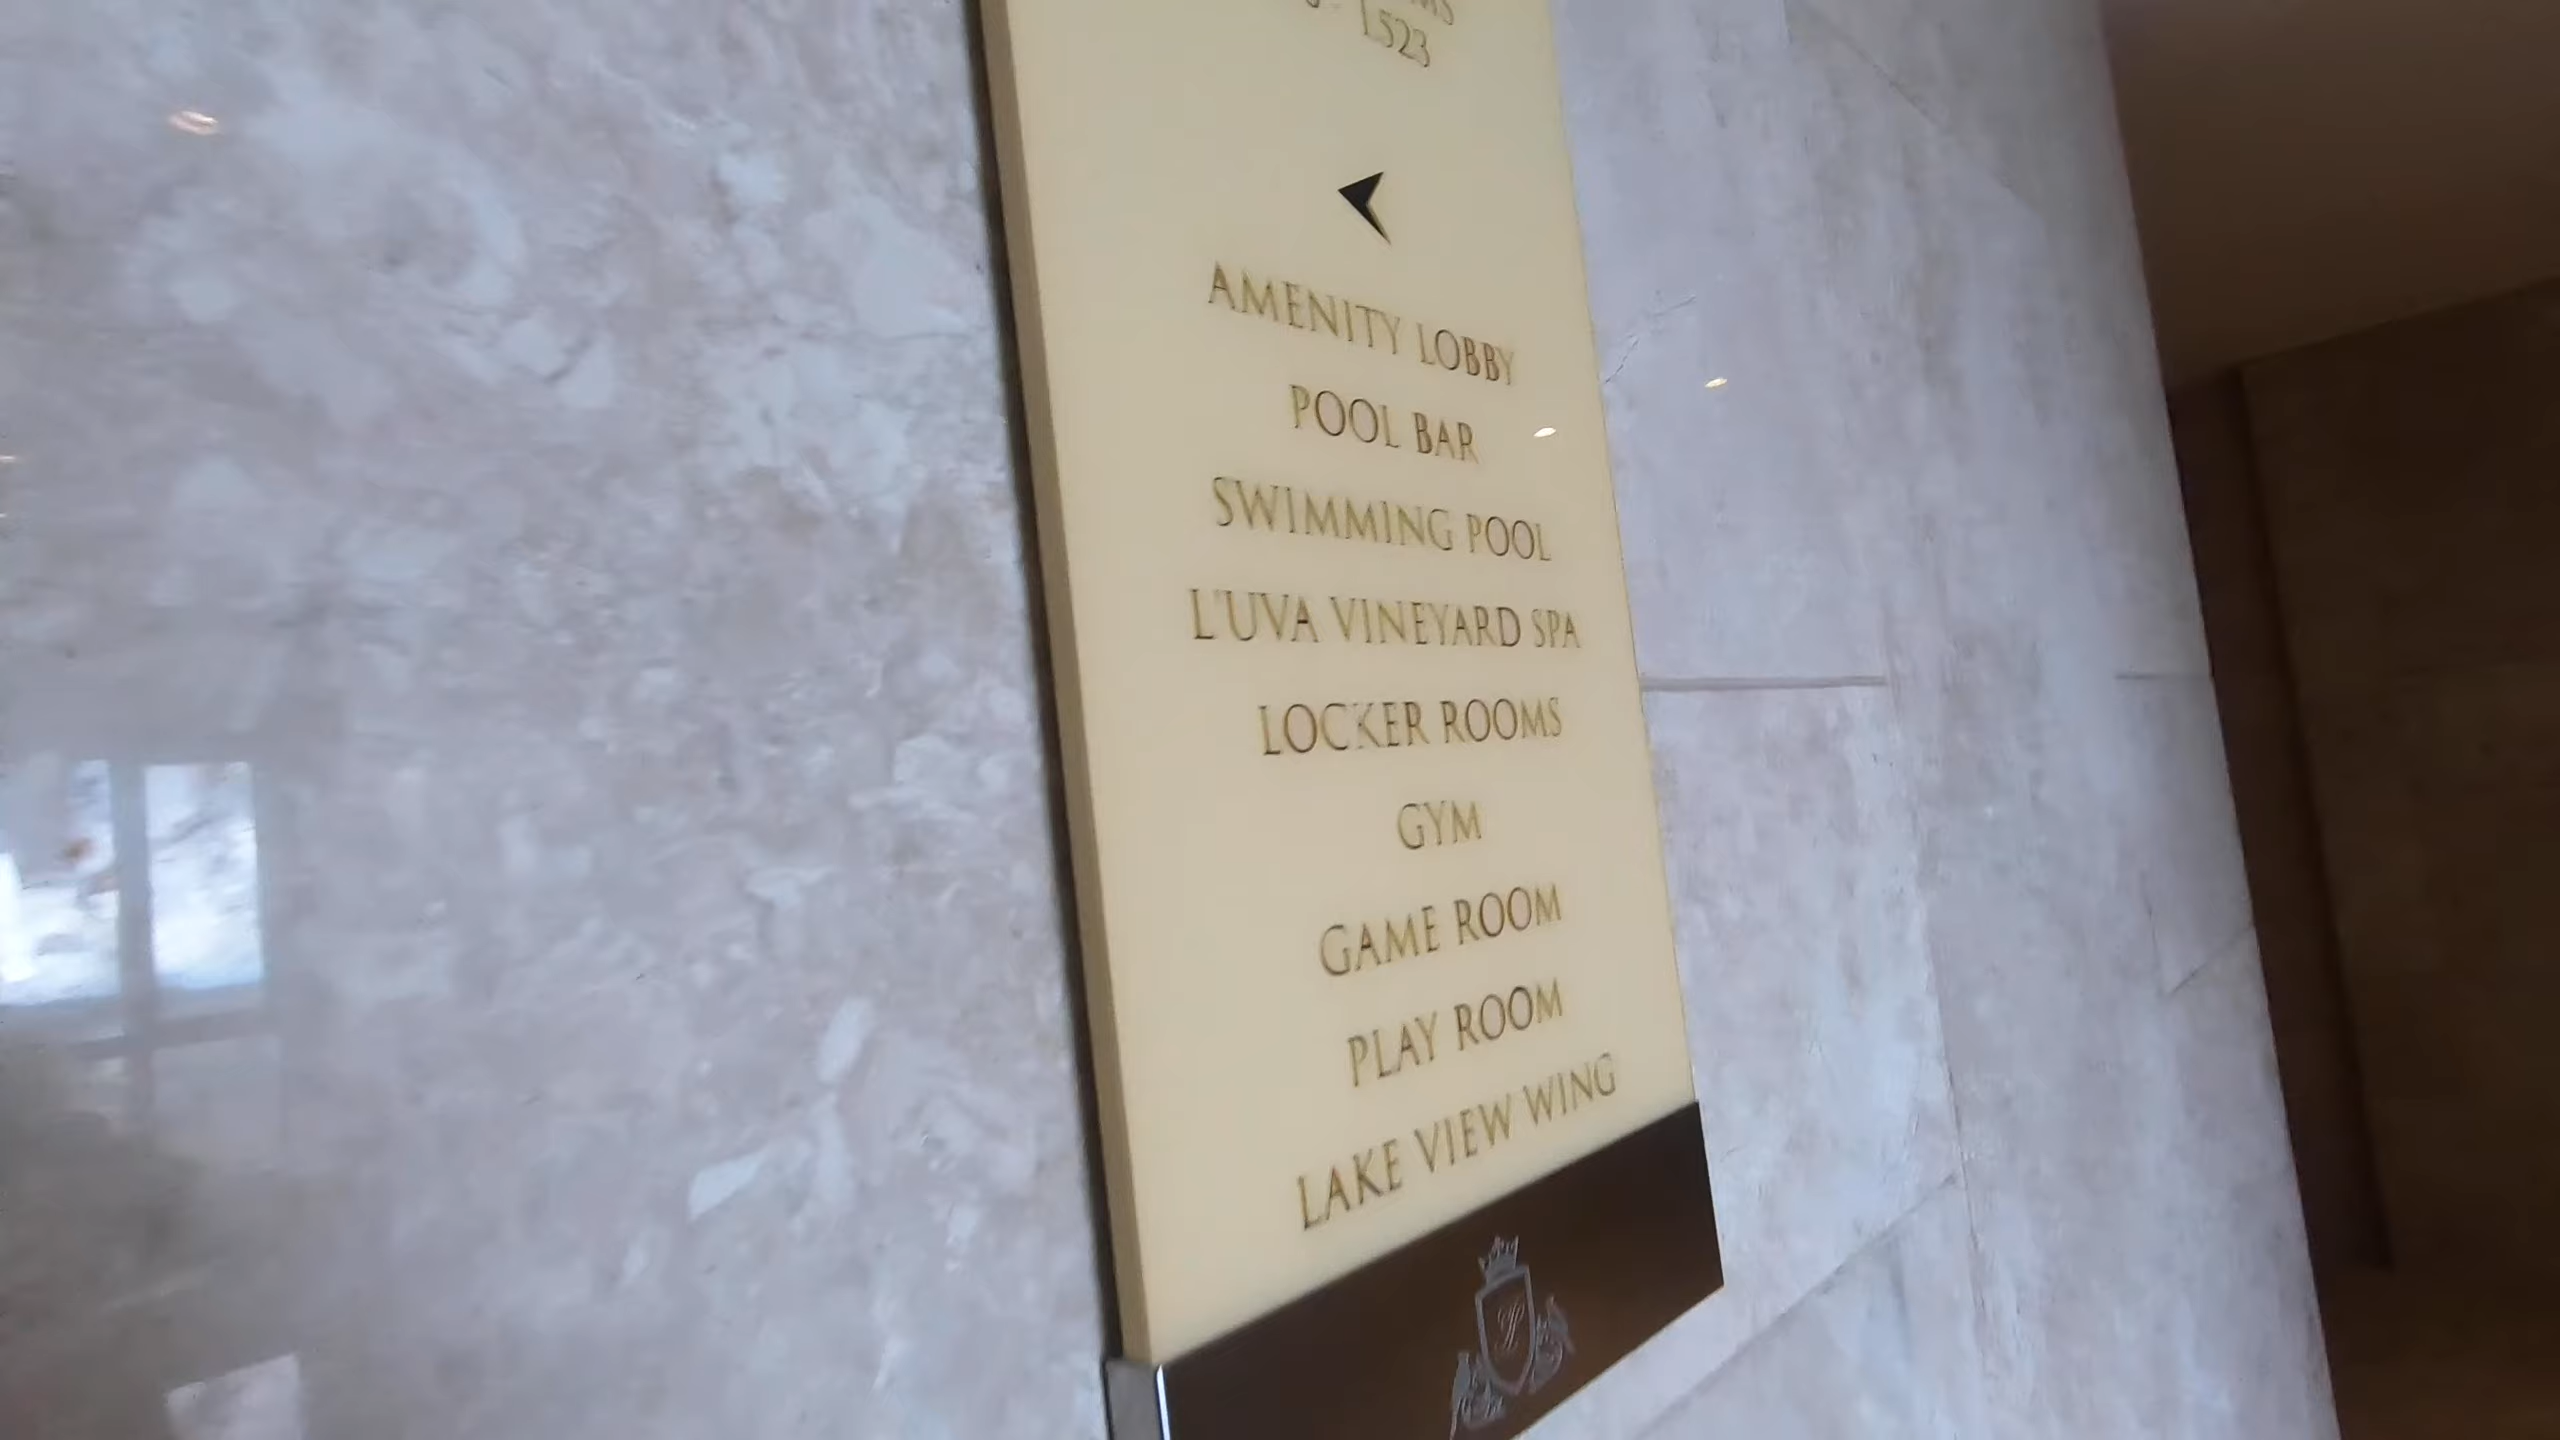 1523
AMENITY LOBBY
POOL BAR
SWIMMING POOL
L'UVA VINEYARD SPA
LOCKER ROOMS
GYM
GAME ROOM
PLAY ROOM
LAKE VIEW WING